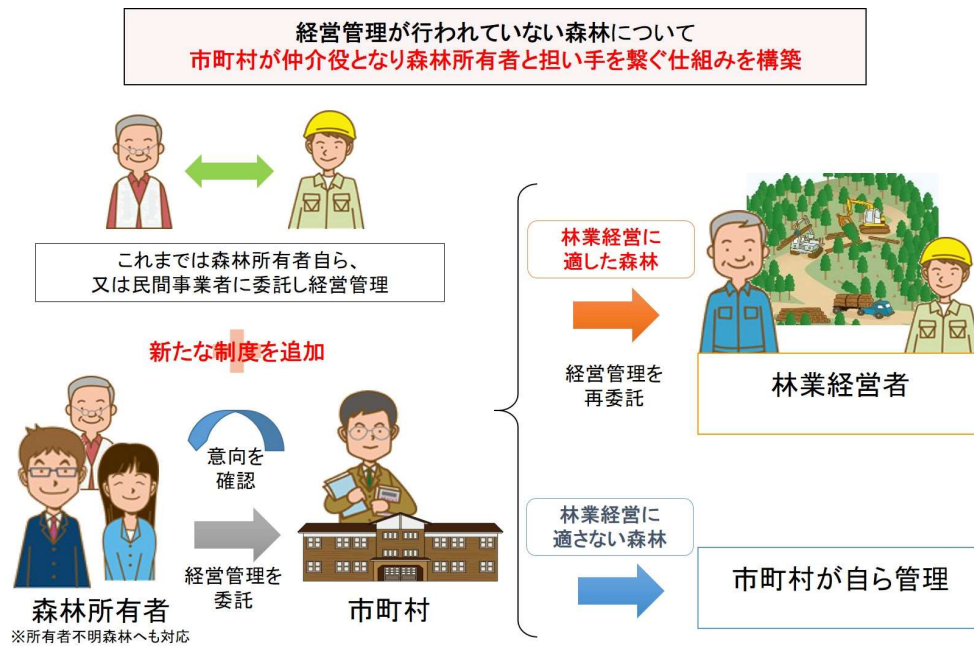 経営管理が行われていない森林について
市町村が仲介役となり森林所有者と担い手を繋ぐ仕組みを構築
これまでは森林所有者自ら、
又は民間事業者に委託し経営管理
新たな制度を追加
意向を
確認
経営管理を
委託
森林所有者
※所有者不明森林へも対応
市町村
林業経営に
適した森林
経営管理を
再委託
林業経営者
林業経営に
適さない森林
市町村が自ら管理